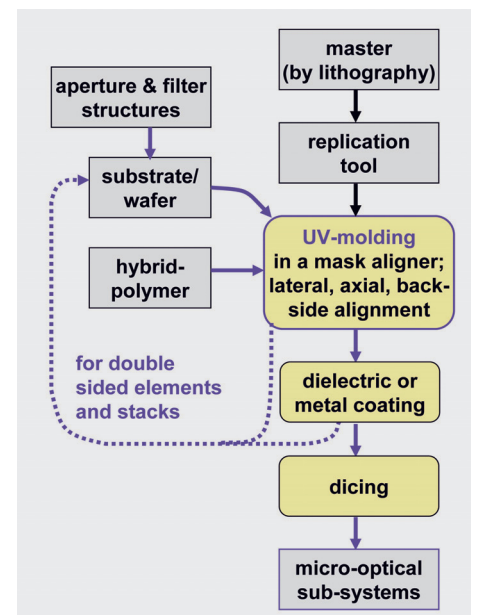 master
(by lithography)
aperture & filter
structures
replication
tool
substrate/
wafer
UV-molding
in a mask aligner;
lateral, axial, back-
side alignment
hybrid-
polymer
for double
sided elements
and stacks
dielectric or
metal coating
dicing
micro-optical
sub-systems